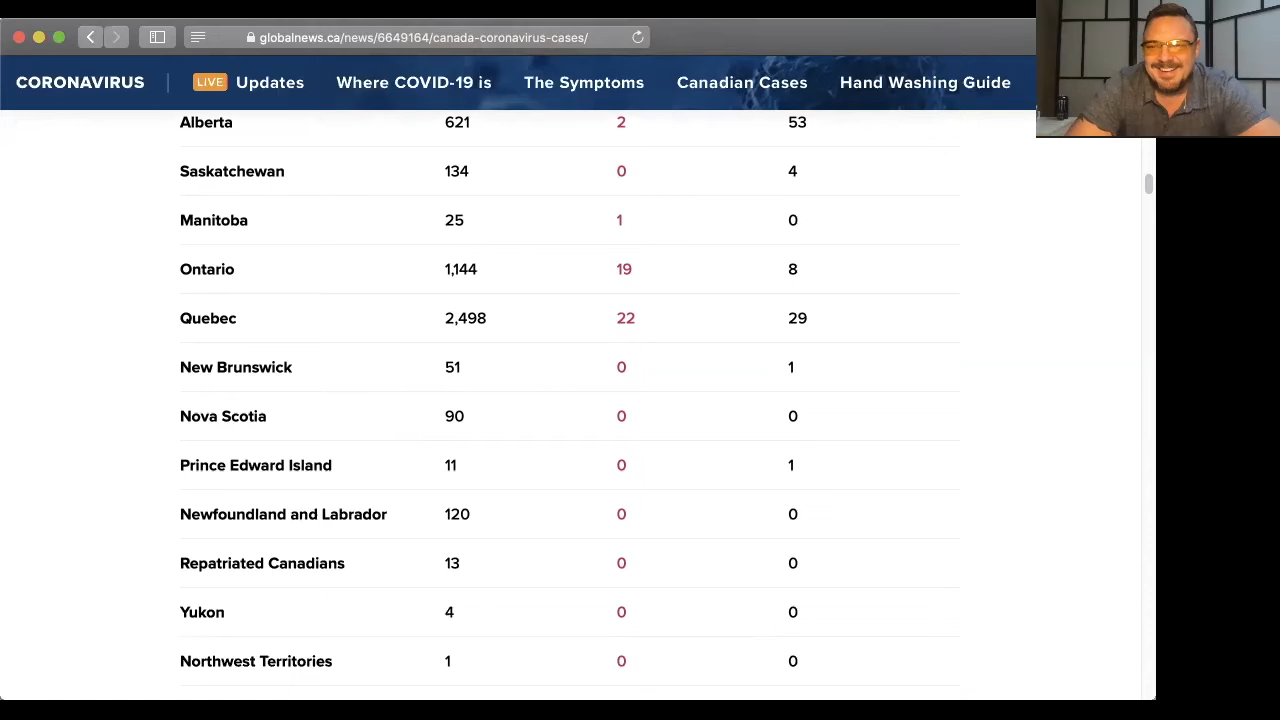 globalnews.ca/news/6649164/canada-coronavirus-cases/
CORONAVIRUS LIVE Updates Where COVID-19 is The Symptoms Canadian Cases Hand Washing Guide
Alberta 621 2 53
Saskatchewan 134 0 4
Manitoba 25 1 0
Ontario 1,144 19 8
Quebec 2,498 22 29
New Brunswick 51 0 1
Nova Scotia 90 0 0
Prince Edward Island 11 0 1
Newfoundland and Labrador 120 0 0
Repatriated Canadians 13 0 0
Yukon 4 0 0
Northwest Territories 1 0 0